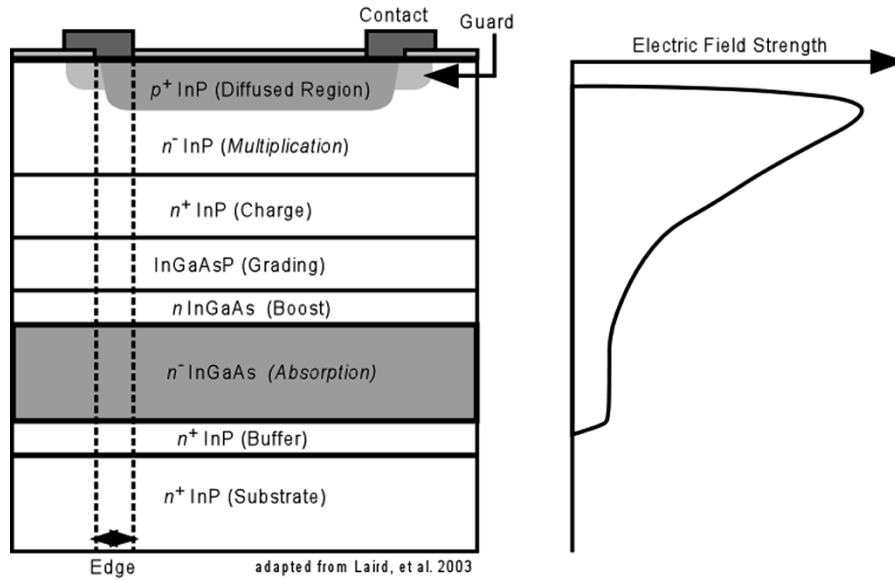 Contact
Guard
Electric Field Strength
p+ InP (Diffused Region)
n- InP (Multiplication)
n+ InP (Charge)
InGaAsP (Grading)
n InGaAs (Boost)
n- InGaAs (Absorption)
n+ InP (Buffer)
n+ InP (Substrate)
Edge
adapted from Laird, et al. 2003